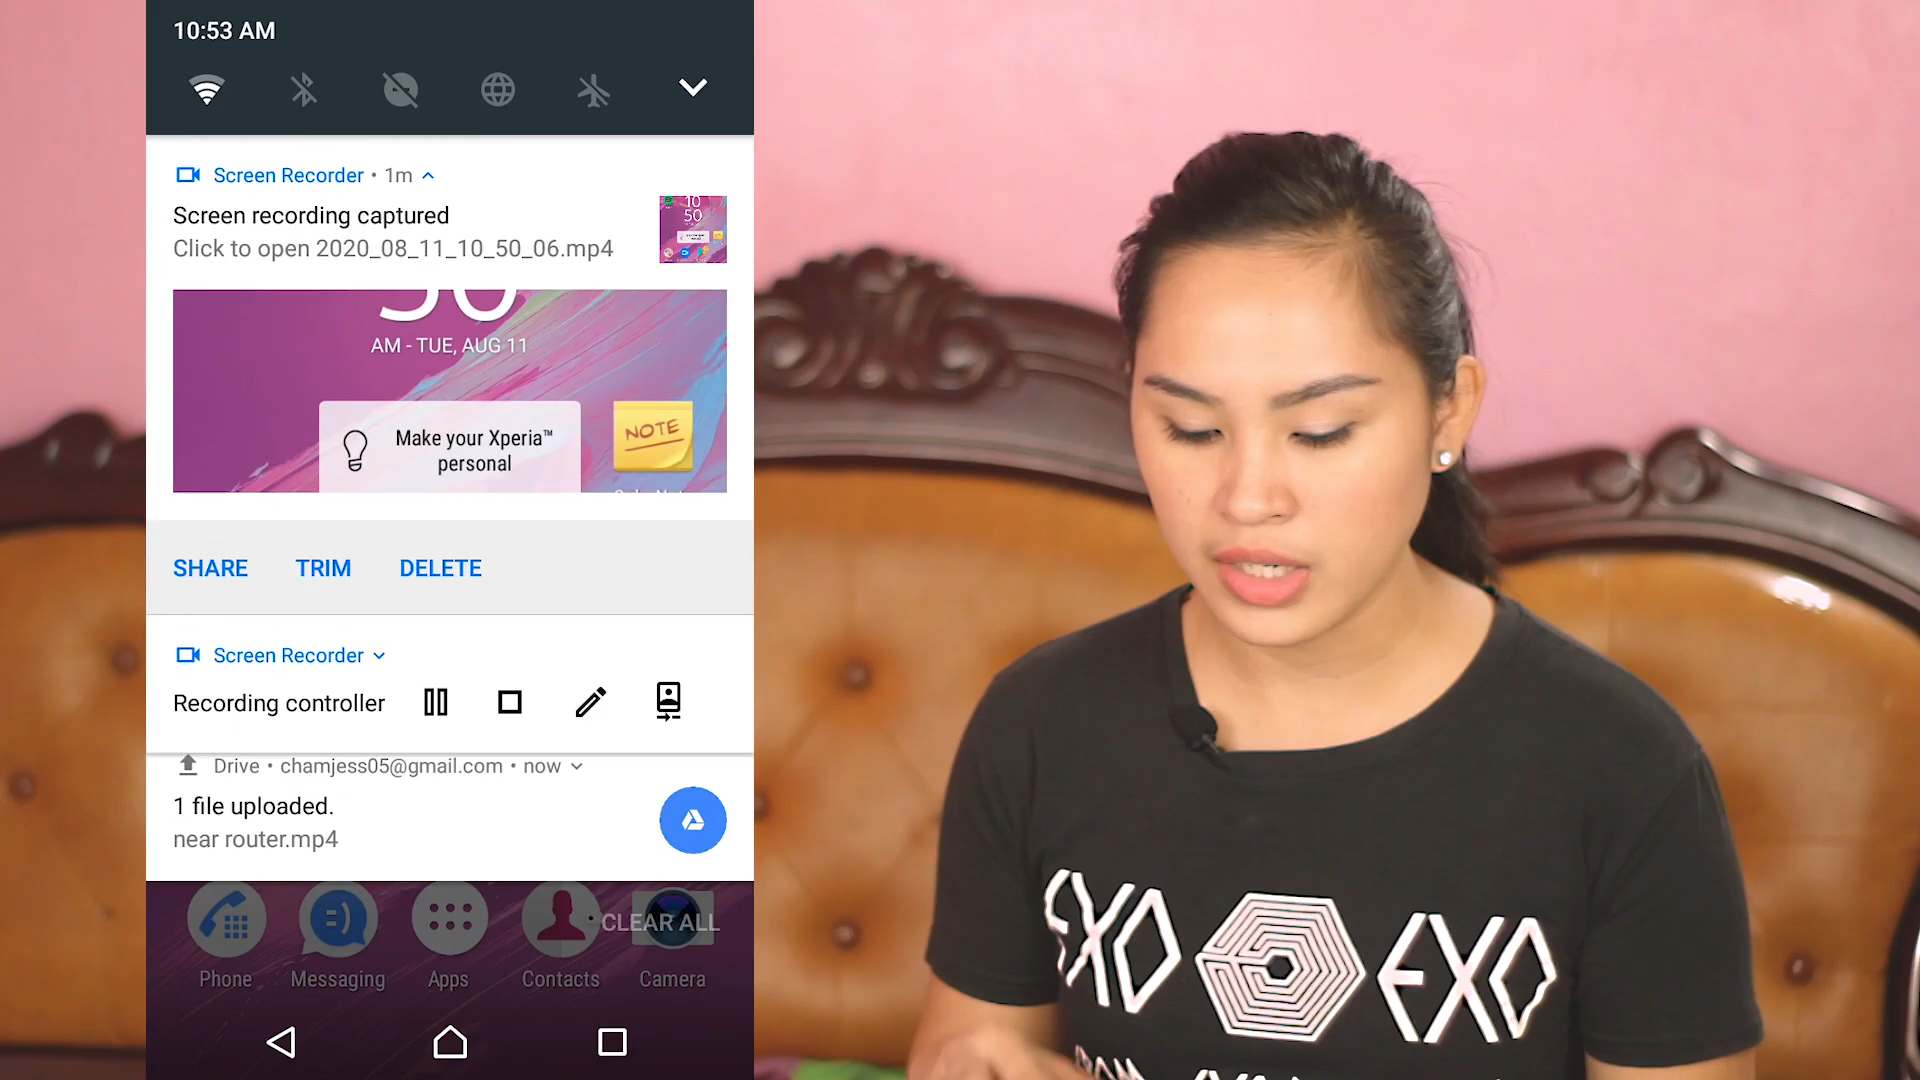 10:53 AM
Screen Recorder • 1m
Screen recording captured
Click to open 2020_08_11_10_50_06.mp4
10
50
50
AM - TUE, AUG 11
Make your Xperia™
personal
NOTE
SHARE TRIM DELETE
Screen Recorder
Recording controller
Drive • chamjess05@gmail.com • now
1 file uploaded.
near router.mp4
CLEAR ALL
Phone Messaging Apps Contacts Camera
EXO EXO